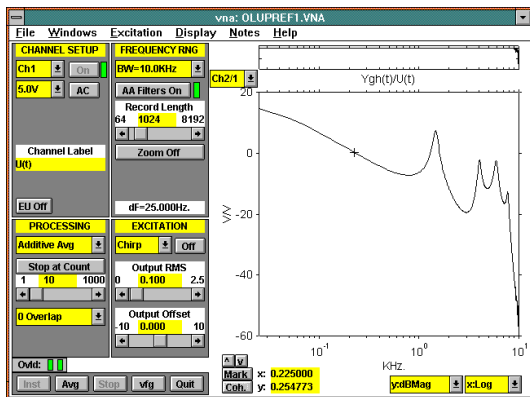 vna: OLUPREF1.VNA
File Windows Excitation Display Notes Help
CHANNEL SETUP
Ch1 On
5.0V AC
Channel Label
U(t)
EU Off
FREQUENCY RNG
BW=10.0KHz
AA Filters On
Record Length
64 1024 8192
Zoom Off
dF=25.000Hz.
PROCESSING
Additive Avg
Stop at Count
1 10 1000
0 Overlap
EXCITATION
Chirp Off
Output RMS
0 0.100 2.5
Output Offset
-10 0.000 10
Ovld:
Inst Avg Stop vfg Quit
Ch2/1
Ygh(t)/U(t)
20
0
-20
-40
-60
V/V
10^-1 10^0 10^1
KHz.
^ v
Mark x: 0.225000
Coh. y: 0.254773
y:dBMag x:Log